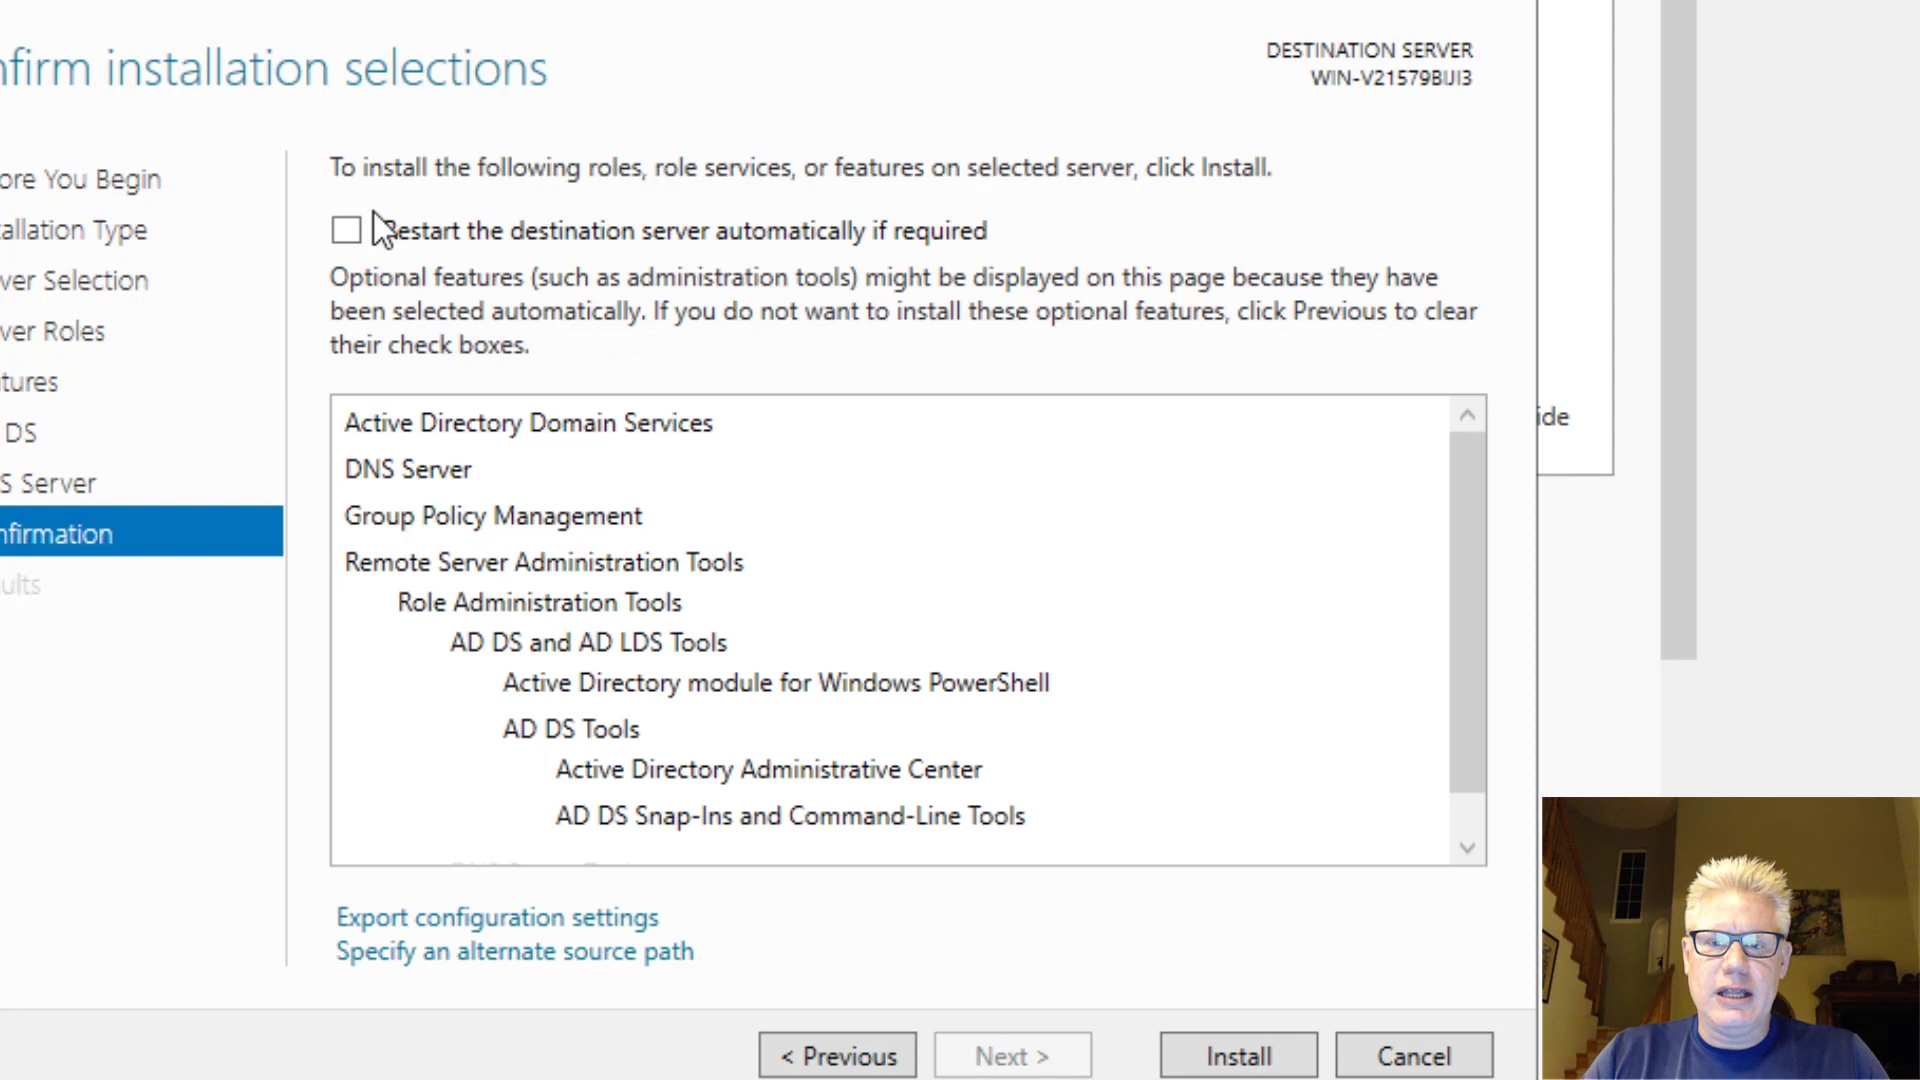 nfirm installation selections
DESTINATION SERVER
WIN-V21579BIJI3
ore You Begin
tallation Type
ver Selection
ver Roles
tures
DS
S Server
nfirmation
ults
To install the following roles, role services, or features on selected server, click Install.
Restart the destination server automatically if required
Optional features (such as administration tools) might be displayed on this page because they have
been selected automatically. If you do not want to install these optional features, click Previous to clear
their check boxes.
Active Directory Domain Services
DNS Server
Group Policy Management
Remote Server Administration Tools
Role Administration Tools
AD DS and AD LDS Tools
Active Directory module for Windows PowerShell
AD DS Tools
Active Directory Administrative Center
AD DS Snap-Ins and Command-Line Tools
ide
Export configuration settings
Specify an alternate source path
< Previous
Next >
Install
Cancel